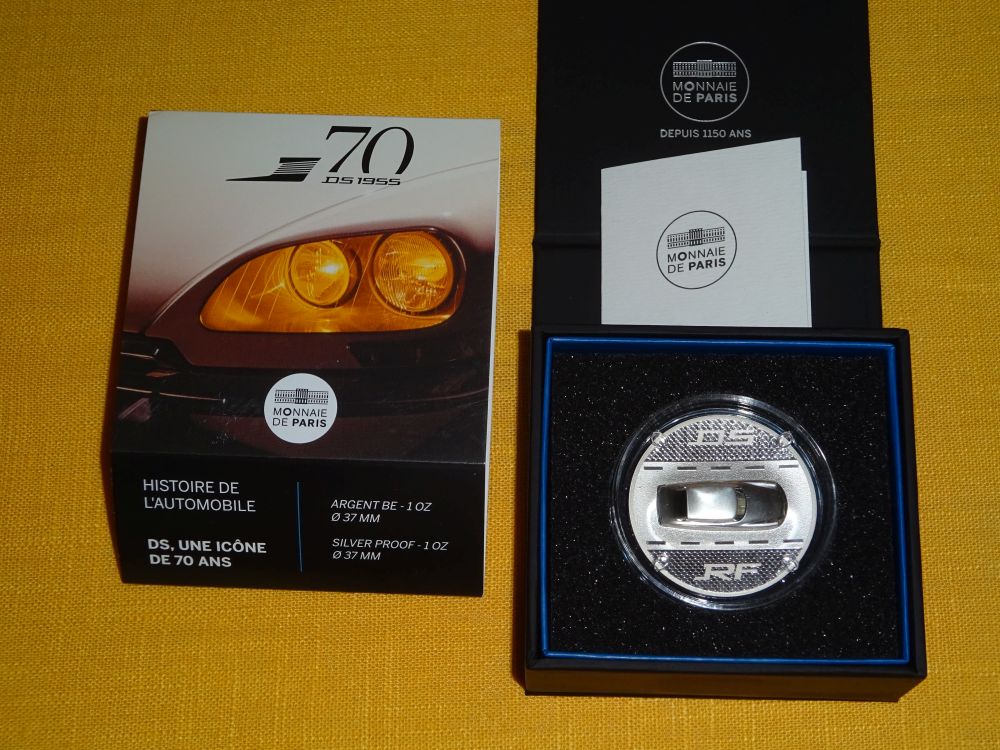 70
DS 1955
MONNAIE
DE PARIS
HISTOIRE DE
L'AUTOMOBILE
DS, UNE ICÔNE
DE 70 ANS
ARGENT BE - 1 OZ
Ø 37 MM
SILVER PROOF - 1 OZ
Ø 37 MM
MONNAIE
DE PARIS
DEPUIS 1150 ANS
MONNAIE
DE PARIS
DS
RF